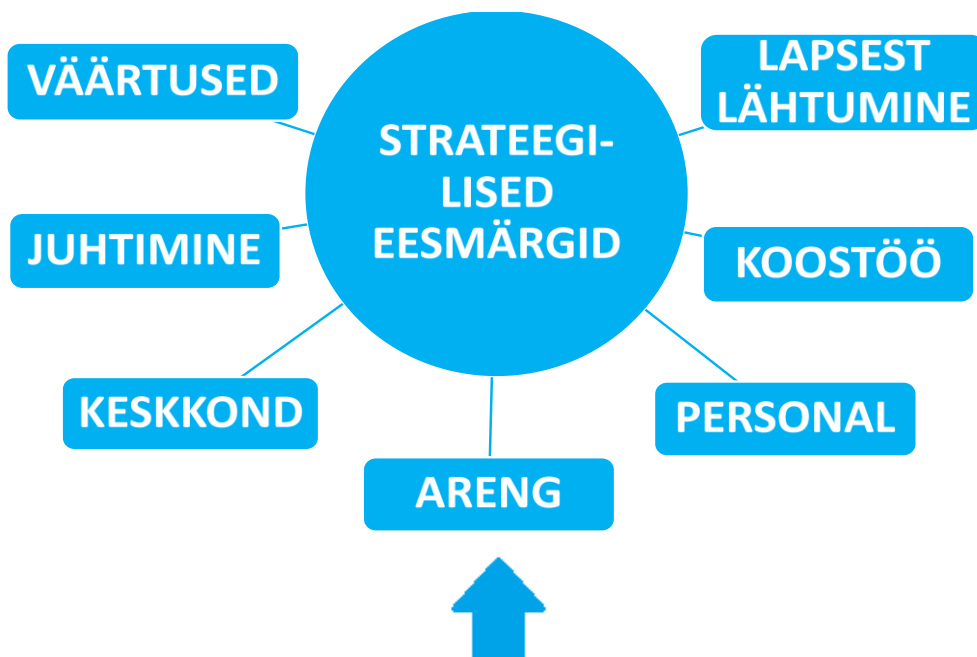 VÄÄRTUSED
STRATEEGI-
LISED
EESMÄRGID
LAPSEST
LÄHTUMINE
JUHTIMINE
KOOSTÖÖ
KESKKOND
PERSONAL
ARENG